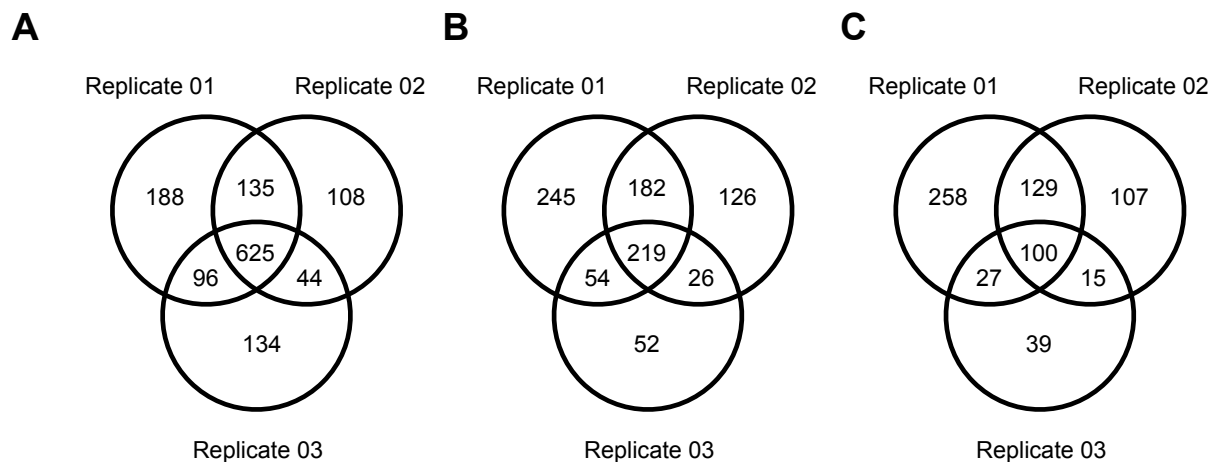 A
B
C
Replicate 01
Replicate 02
Replicate 01
Replicate 02
Replicate 01
Replicate 02
188
135
108
625
96
44
134
245
182
126
219
54
26
52
258
129
107
100
27
15
39
Replicate 03
Replicate 03
Replicate 03